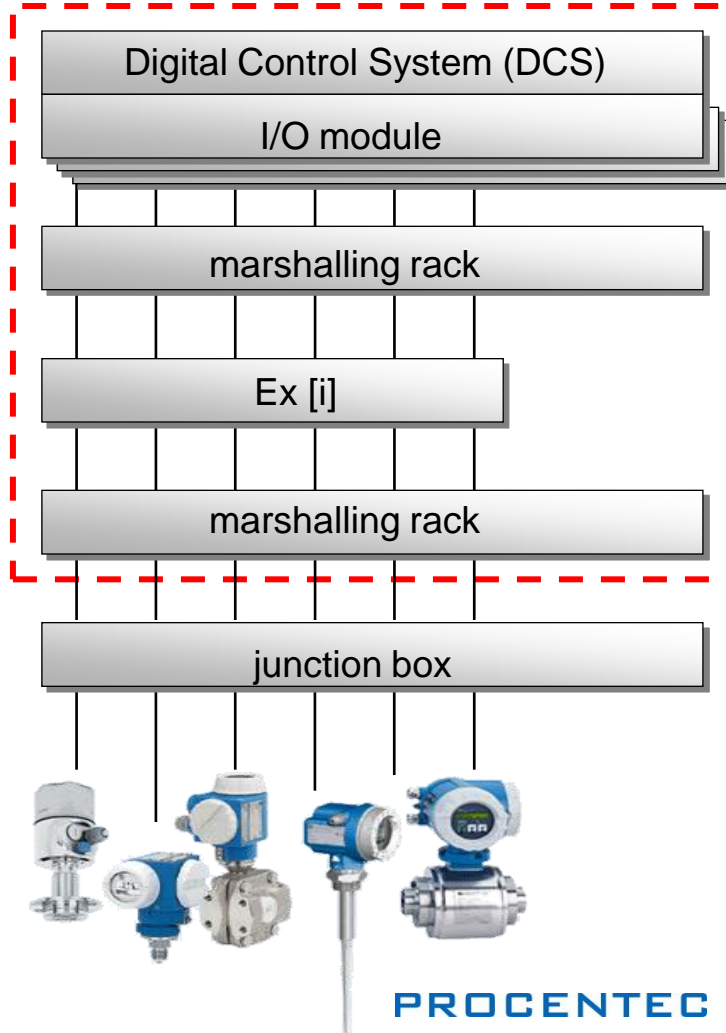 Digital Control System (DCS)
I/O module
marshalling rack
Ex [i]
marshalling rack
junction box
PROCENTEC